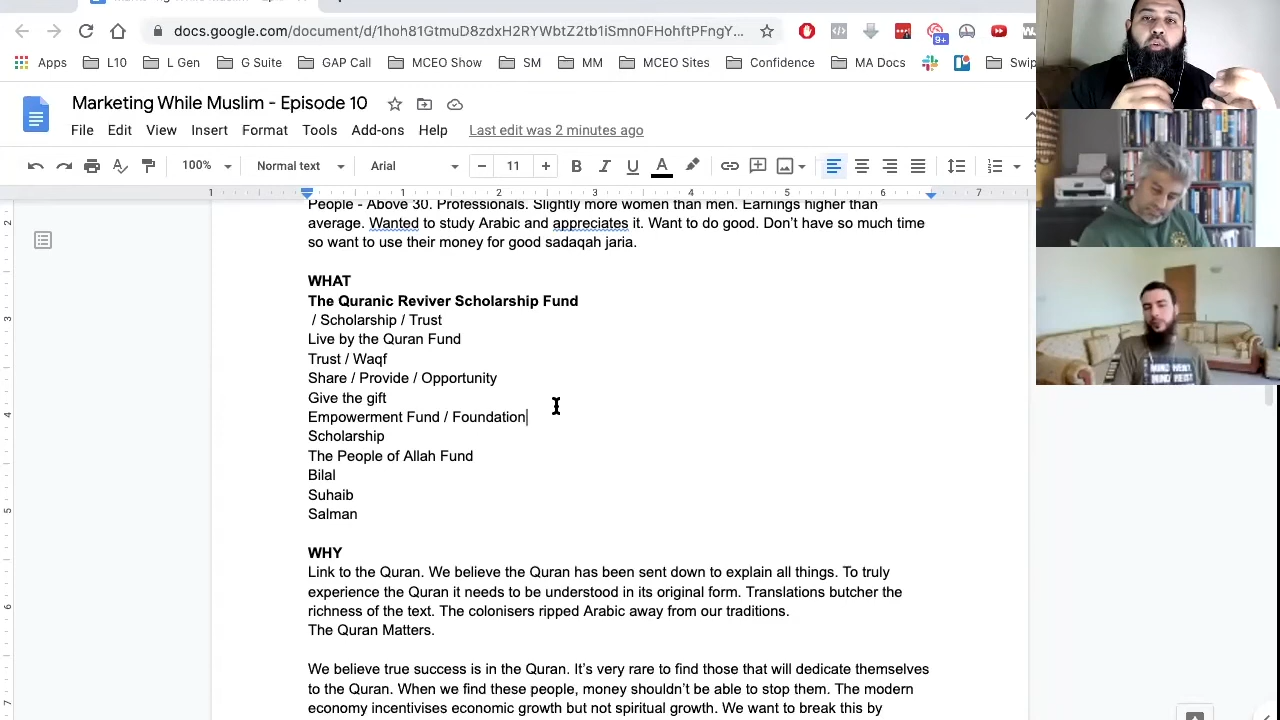 docs.google.com/document/d/1hoh81GtmuD8zdxH2RYWbtZ2tb1iSmn0FHohftPFngY...
9+
Apps L10 L Gen G Suite GAP Call MCEO Show SM MM MCEO Sites Confidence MA Docs Swip
Marketing While Muslim - Episode 10
File Edit View Insert Format Tools Add-ons Help Last edit was 2 minutes ago
100% Normal text Arial 11 B I U A
1 1 2 3 4 5 6 7
People - Above 30. Professionals. Slightly more women than men. Earnings higher than
average. Wanted to study Arabic and appreciates it. Want to do good. Don't have so much time
so want to use their money for good sadaqah jaria.
WHAT
The Quranic Reviver Scholarship Fund
/ Scholarship / Trust
Live by the Quran Fund
Trust / Waqf
Share / Provide / Opportunity
Give the gift
Empowerment Fund / Foundation
Scholarship
The People of Allah Fund
Bilal
Suhaib
Salman
WHY
Link to the Quran. We believe the Quran has been sent down to explain all things. To truly
experience the Quran it needs to be understood in its original form. Translations butcher the
richness of the text. The colonisers ripped Arabic away from our traditions.
The Quran Matters.
We believe true success is in the Quran. It's very rare to find those that will dedicate themselves
to the Quran. When we find these people, money shouldn't be able to stop them. The modern
economy incentivises economic growth but not spiritual growth. We want to break this by